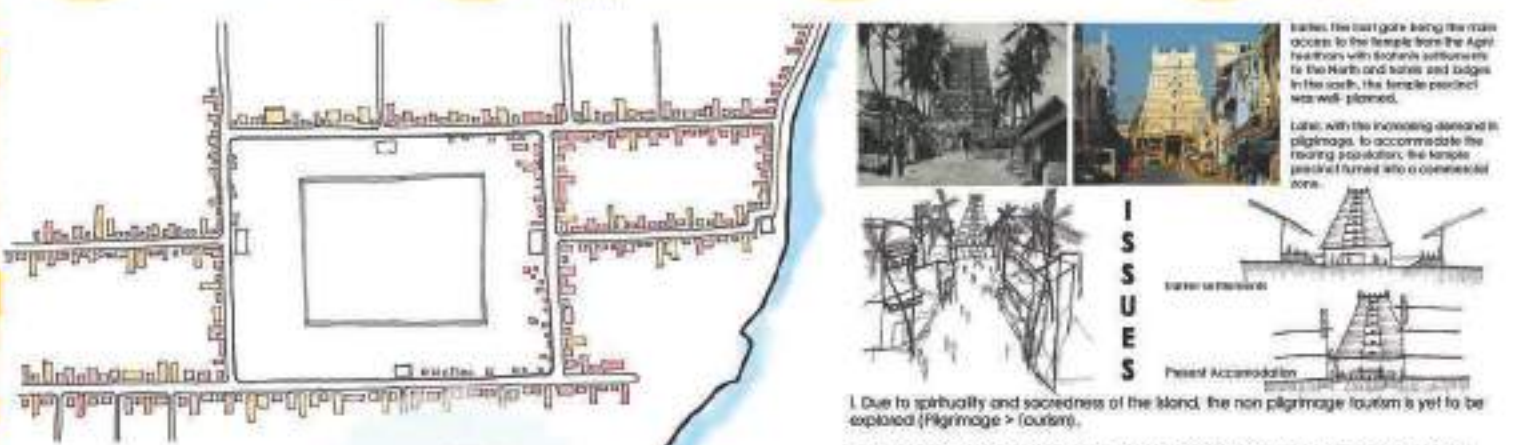 Earlier, the East gate being the main
access to the temple from the Agni
teertham with Brahmin settlements
to the North and hotels and lodges
in the south, the temple precinct
was well- planned.
Later, with the increasing demand in
pilgrimage, to accommodate the
population, the temple
precinct turned into a commercial
zone.
ISSUES
Earlier settlements
Present Accomodation
I. Due to spirituality and sacredness of the Island, the non pilgrimage tourism is yet to be
explored (Pilgrimage > Tourism).